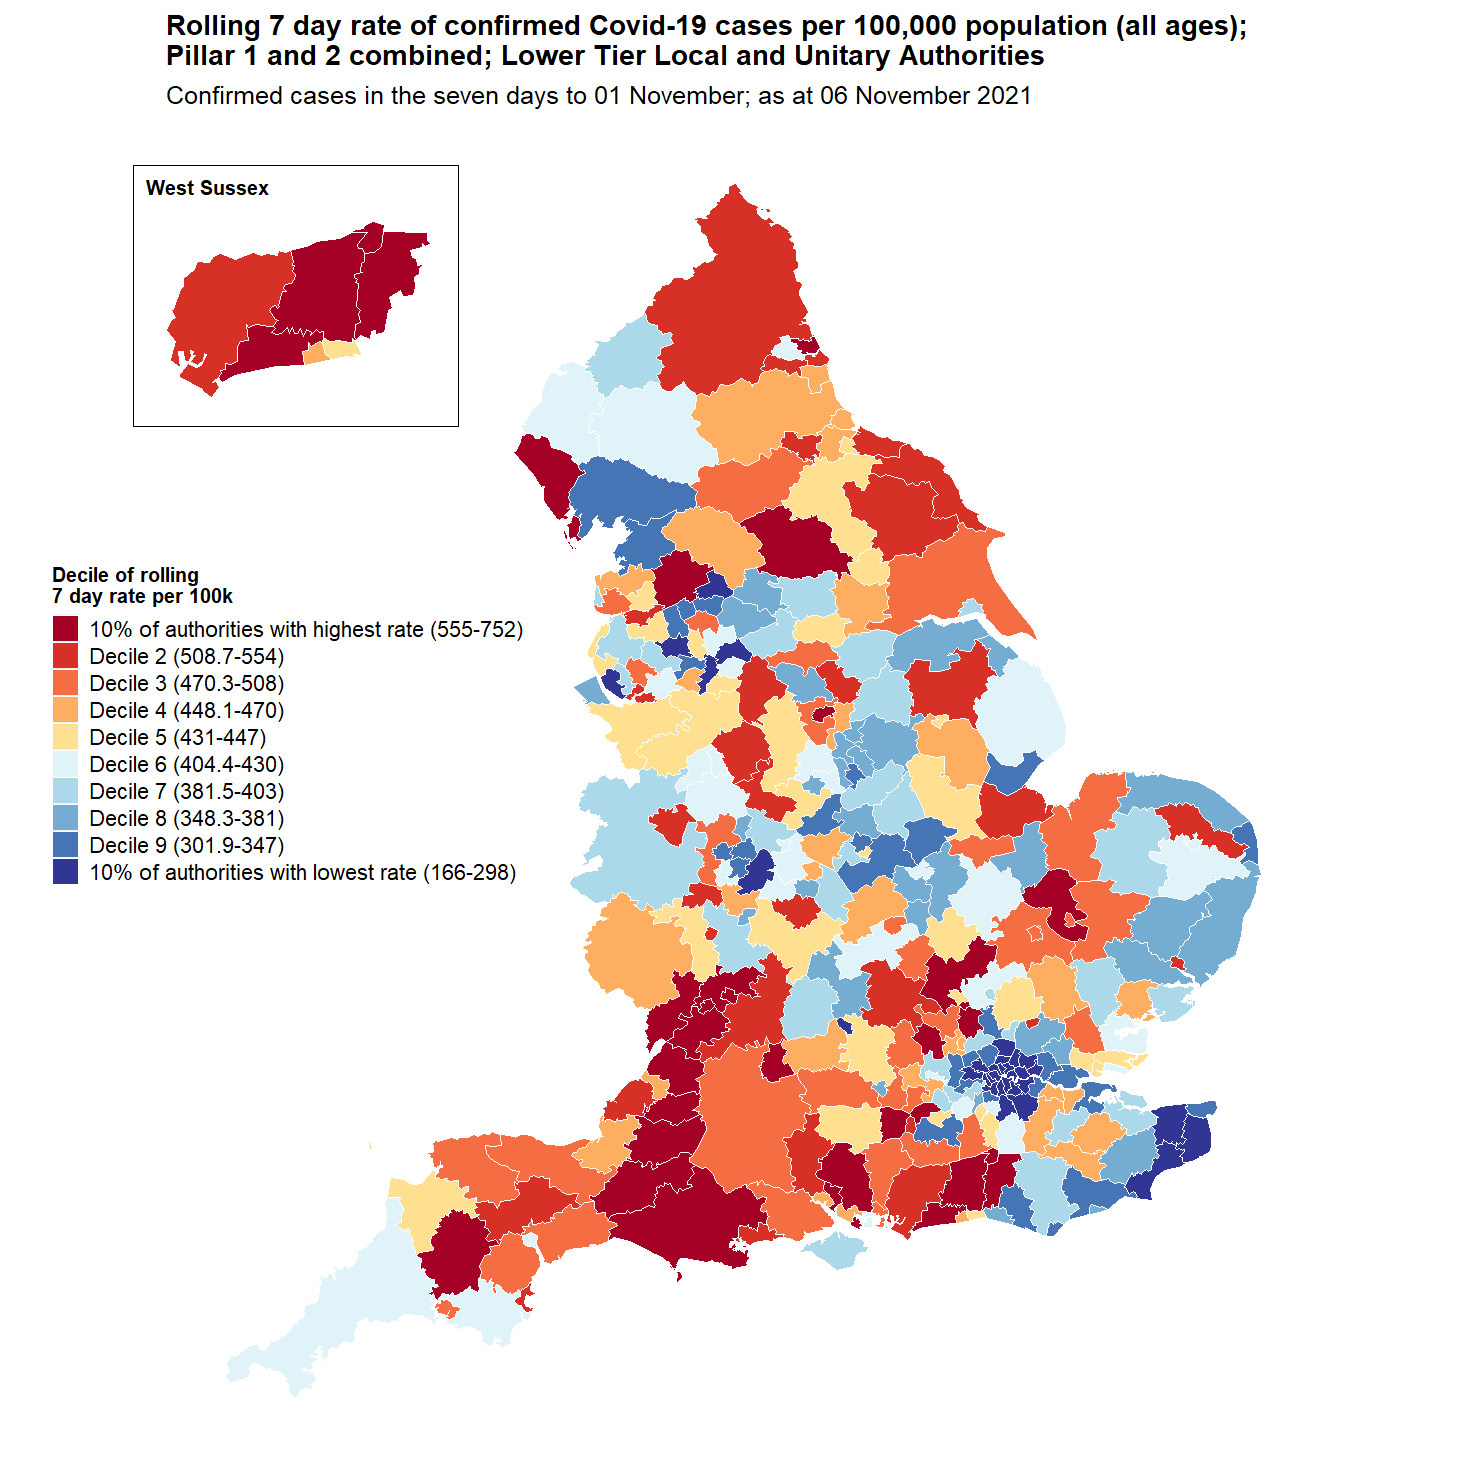 Rolling 7 day rate of confirmed Covid-19 cases per 100,000 population (all ages);
Pillar 1 and 2 combined; Lower Tier Local and Unitary Authorities
Confirmed cases in the seven days to 01 November; as at 06 November 2021
West Sussex
Decile of rolling
7 day rate per 100k
10% of authorities with highest rate (555-752)
Decile 2 (508.7-554)
Decile 3 (470.3-508)
Decile 4 (448.1-470)
Decile 5 (431-447)
Decile 6 (404.4-430)
Decile 7 (381.5-403)
Decile 8 (348.3-381)
Decile 9 (301.9-347)
10% of authorities with lowest rate (166-298)